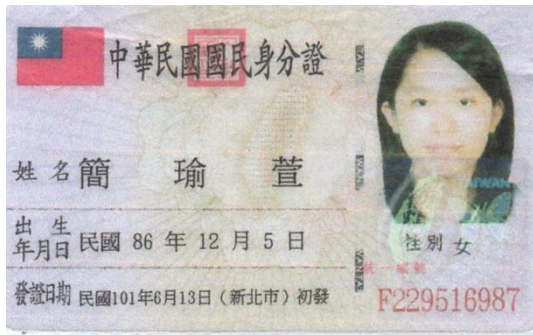 中華民國國民身分證
姓名 簡瑜萱
出生年月日 民國 86 年 12 月 5 日
性別 女
發證日期 民國101年6月13日（新北市）初發
統一編號
F229516987
TAIWAN